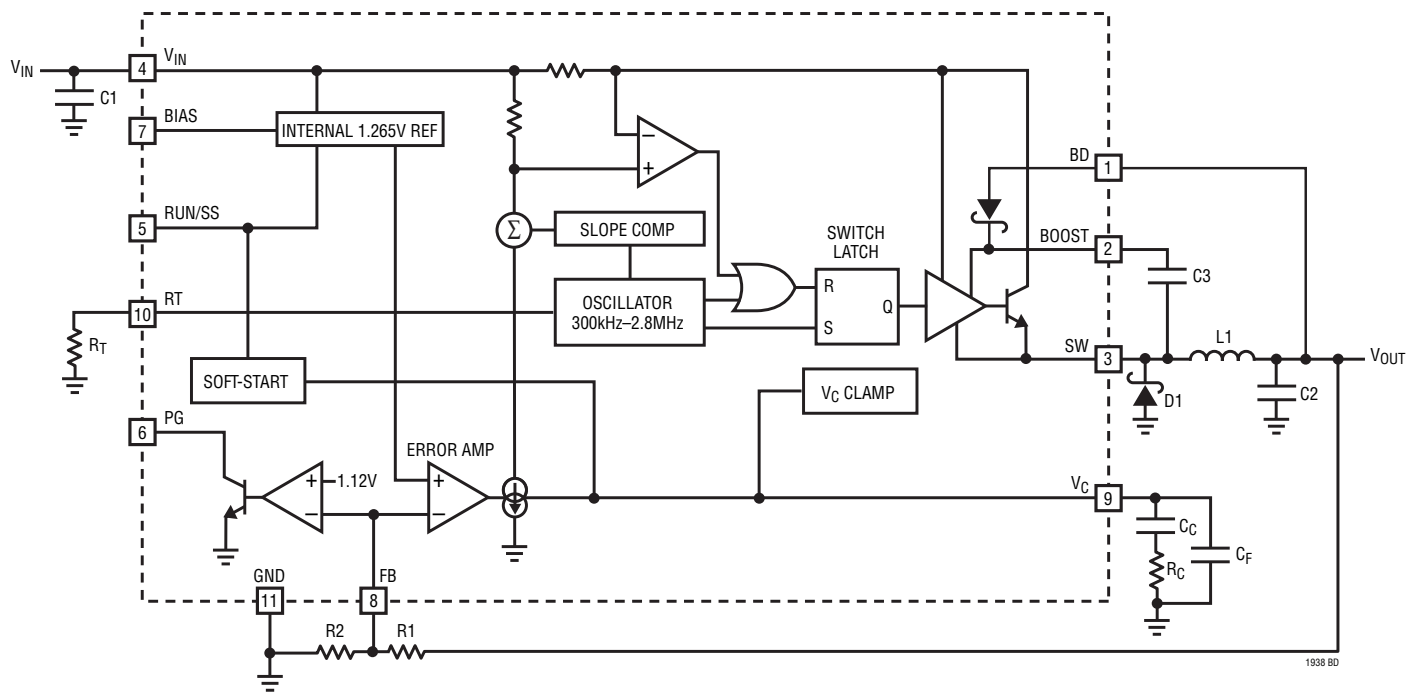 VIN
4
VIN
C1
7
BIAS
INTERNAL 1.265V REF
5
RUN/SS
10
RT
RT
SOFT-START
6
PG
+
–
1.12V
ERROR AMP
+
–
Σ
SLOPE COMP
OSCILLATOR
300kHz–2.8MHz
–
+
SWITCH
LATCH
R
S
Q
VC CLAMP
BD
1
BOOST
2
C3
SW
3
L1
VOUT
D1
C2
VC
9
CC
RC
CF
GND
11
FB
8
R2
R1
1938 BD